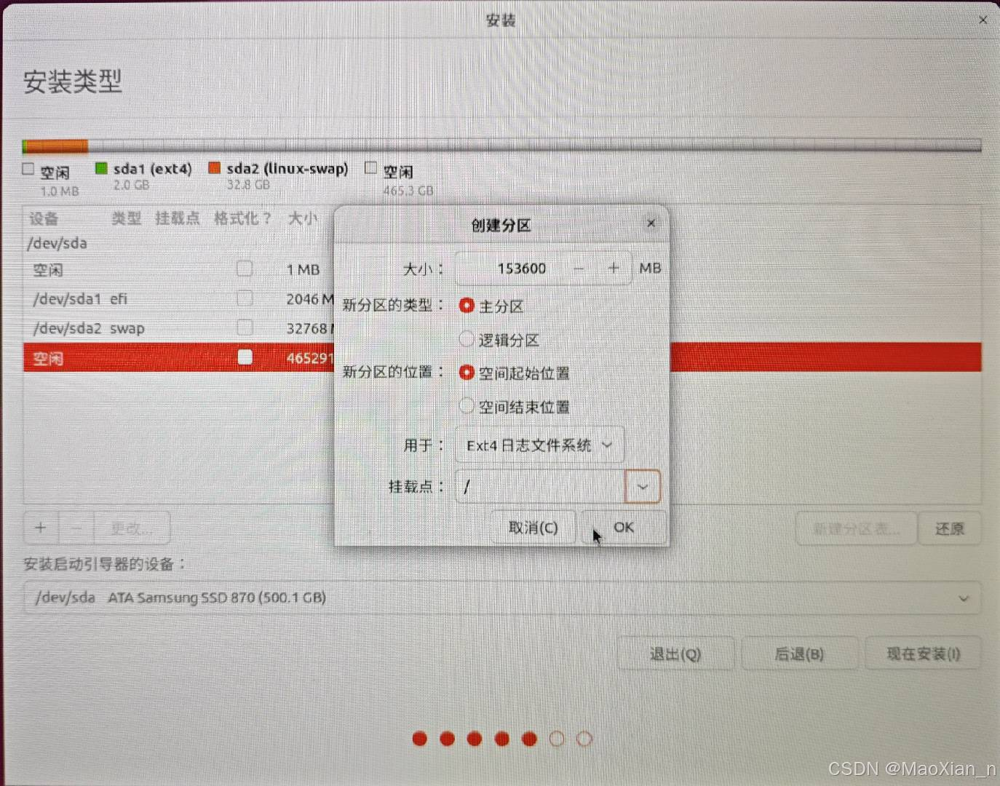 安装
安装类型
空闲 sda1 (ext4) sda2 (linux-swap) 空闲
1.0 MB 2.0 GB 32.8 GB 465.3 GB
设备 类型 挂载点 格式化？ 大小
/dev/sda
空闲 1 MB
/dev/sda1 efi 2046 M
/dev/sda2 swap 32768
空闲 465291
创建分区
大小： 153600 − + MB
新分区的类型： 主分区
逻辑分区
新分区的位置： 空间起始位置
空间结束位置
用于： Ext4 日志文件系统
挂载点： /
取消(C) OK
+ − 更改... 新建分区表... 还原
安装启动引导器的设备：
/dev/sda ATA Samsung SSD 870 (500.1 GB)
退出(Q) 后退(B) 现在安装(I)
CSDN @MaoXian_n